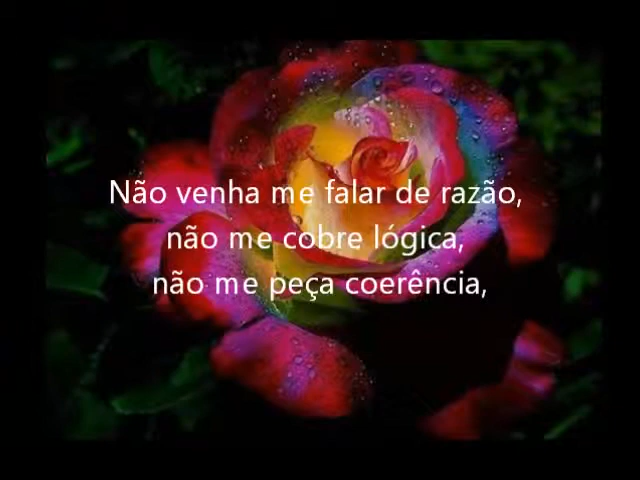 Não venha me falar de razão,
não me cobre lógica,
não me peça coerência,